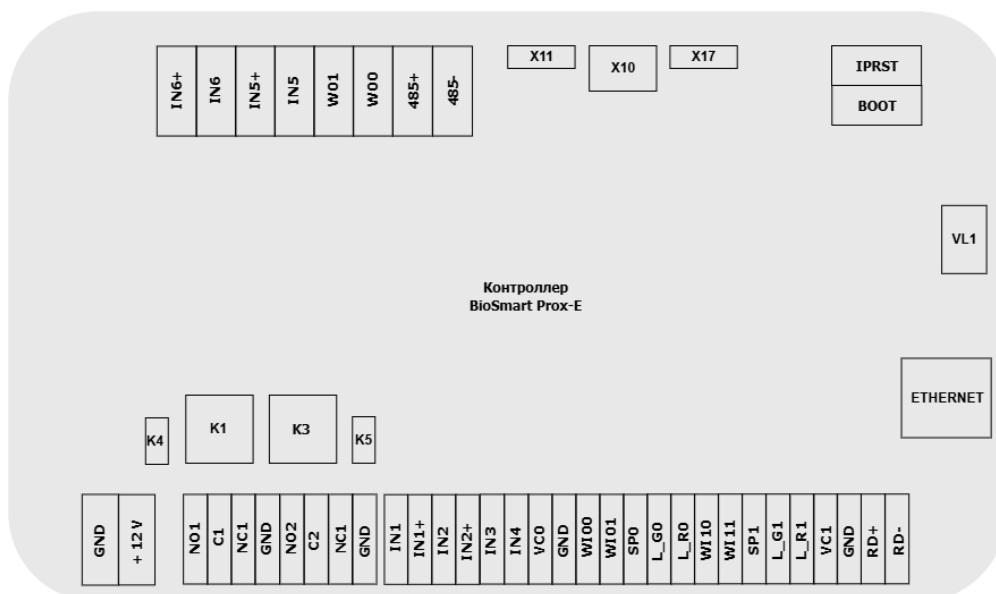 IN6+ IN6 IN5+ IN5 W01 W00 485+ 485-
X11 X10 X17
IPRST
BOOT
VL1
Контроллер
BioSmart Prox-E
ETHERNET
K4 K1 K3 K5
GND +12V
NO1 C1 NC1 GND NO2 C2 NC1 GND
IN1 IN1+ IN2 IN2+ IN3 IN4 VC0 GND WI00 WI01 SP0 L_G0 L_R0 WI10 WI11 SP1 L_G1 L_R1 VC1 GND RD+ RD-